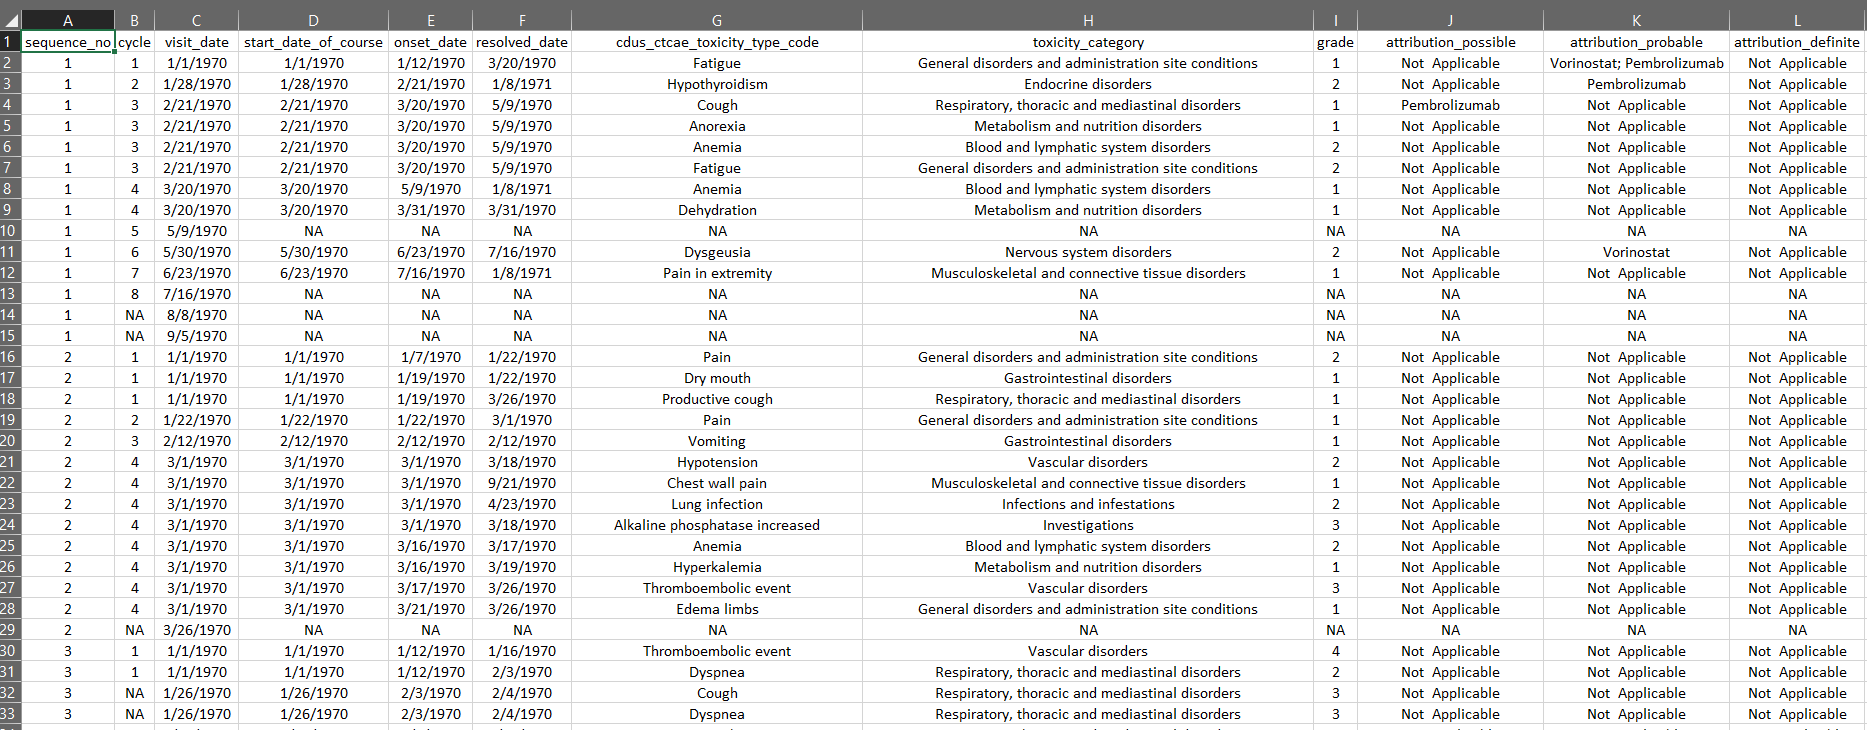 A B C D E F G H I J K L
1 sequence_no cycle visit_date start_date_of_course onset_date resolved_date cdus_ctcae_toxicity_type_code toxicity_category grade attribution_possible attribution_probable attribution_definite
2 1 1 1/1/1970 1/1/1970 1/12/1970 3/20/1970 Fatigue General disorders and administration site conditions 1 Not Applicable Vorinostat; Pembrolizumab Not Applicable
3 1 2 1/28/1970 1/28/1970 2/21/1970 1/8/1971 Hypothyroidism Endocrine disorders 2 Not Applicable Pembrolizumab Not Applicable
4 1 3 2/21/1970 2/21/1970 3/20/1970 5/9/1970 Cough Respiratory, thoracic and mediastinal disorders 1 Pembrolizumab Not Applicable Not Applicable
5 1 3 2/21/1970 2/21/1970 3/20/1970 5/9/1970 Anorexia Metabolism and nutrition disorders 1 Not Applicable Not Applicable Not Applicable
6 1 3 2/21/1970 2/21/1970 3/20/1970 5/9/1970 Anemia Blood and lymphatic system disorders 2 Not Applicable Not Applicable Not Applicable
7 1 3 2/21/1970 2/21/1970 3/20/1970 5/9/1970 Fatigue General disorders and administration site conditions 2 Not Applicable Not Applicable Not Applicable
8 1 4 3/20/1970 3/20/1970 5/9/1970 1/8/1971 Anemia Blood and lymphatic system disorders 1 Not Applicable Not Applicable Not Applicable
9 1 4 3/20/1970 3/20/1970 3/31/1970 3/31/1970 Dehydration Metabolism and nutrition disorders 1 Not Applicable Not Applicable Not Applicable
10 1 5 5/9/1970 NA NA NA NA NA NA NA NA NA
11 1 6 5/30/1970 5/30/1970 6/23/1970 7/16/1970 Dysgeusia Nervous system disorders 2 Not Applicable Vorinostat Not Applicable
12 1 7 6/23/1970 6/23/1970 7/16/1970 1/8/1971 Pain in extremity Musculoskeletal and connective tissue disorders 1 Not Applicable Not Applicable Not Applicable
13 1 8 7/16/1970 NA NA NA NA NA NA NA NA NA
14 1 NA 8/8/1970 NA NA NA NA NA NA NA NA NA
15 1 NA 9/5/1970 NA NA NA NA NA NA NA NA NA
16 2 1 1/1/1970 1/1/1970 1/7/1970 1/22/1970 Pain General disorders and administration site conditions 2 Not Applicable Not Applicable Not Applicable
17 2 1 1/1/1970 1/1/1970 1/19/1970 1/22/1970 Dry mouth Gastrointestinal disorders 1 Not Applicable Not Applicable Not Applicable
18 2 1 1/1/1970 1/1/1970 1/19/1970 3/26/1970 Productive cough Respiratory, thoracic and mediastinal disorders 1 Not Applicable Not Applicable Not Applicable
19 2 2 1/22/1970 1/22/1970 1/22/1970 3/1/1970 Pain General disorders and administration site conditions 1 Not Applicable Not Applicable Not Applicable
20 2 3 2/12/1970 2/12/1970 2/12/1970 2/12/1970 Vomiting Gastrointestinal disorders 1 Not Applicable Not Applicable Not Applicable
21 2 4 3/1/1970 3/1/1970 3/1/1970 3/18/1970 Hypotension Vascular disorders 2 Not Applicable Not Applicable Not Applicable
22 2 4 3/1/1970 3/1/1970 3/1/1970 9/21/1970 Chest wall pain Musculoskeletal and connective tissue disorders 1 Not Applicable Not Applicable Not Applicable
23 2 4 3/1/1970 3/1/1970 3/1/1970 4/23/1970 Lung infection Infections and infestations 2 Not Applicable Not Applicable Not Applicable
24 2 4 3/1/1970 3/1/1970 3/1/1970 3/18/1970 Alkaline phosphatase increased Investigations 3 Not Applicable Not Applicable Not Applicable
25 2 4 3/1/1970 3/1/1970 3/16/1970 3/17/1970 Anemia Blood and lymphatic system disorders 2 Not Applicable Not Applicable Not Applicable
26 2 4 3/1/1970 3/1/1970 3/16/1970 3/19/1970 Hyperkalemia Metabolism and nutrition disorders 1 Not Applicable Not Applicable Not Applicable
27 2 4 3/1/1970 3/1/1970 3/17/1970 3/26/1970 Thromboembolic event Vascular disorders 3 Not Applicable Not Applicable Not Applicable
28 2 4 3/1/1970 3/1/1970 3/21/1970 3/26/1970 Edema limbs General disorders and administration site conditions 1 Not Applicable Not Applicable Not Applicable
29 2 NA 3/26/1970 NA NA NA NA NA NA NA NA NA
30 3 1 1/1/1970 1/1/1970 1/12/1970 1/16/1970 Thromboembolic event Vascular disorders 4 Not Applicable Not Applicable Not Applicable
31 3 1 1/1/1970 1/1/1970 1/12/1970 2/3/1970 Dyspnea Respiratory, thoracic and mediastinal disorders 2 Not Applicable Not Applicable Not Applicable
32 3 NA 1/26/1970 1/26/1970 2/3/1970 2/4/1970 Cough Respiratory, thoracic and mediastinal disorders 3 Not Applicable Not Applicable Not Applicable
33 3 NA 1/26/1970 1/26/1970 2/3/1970 2/4/1970 Dyspnea Respiratory, thoracic and mediastinal disorders 3 Not Applicable Not Applicable Not Applicable